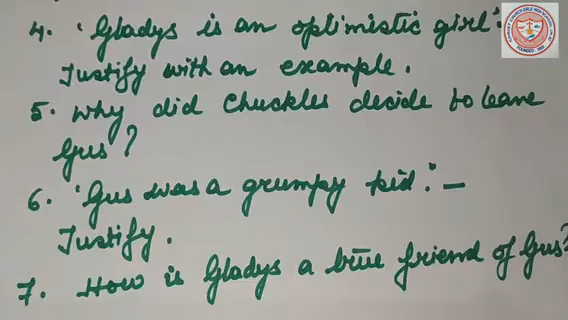 4. 'Gladys is an optimistic girl'.
Justify with an example.
5. Why did Chuckles decide to leave
Gus?
6. 'Gus was a grumpy kid.' –
Justify.
7. How is Gladys a true friend of Gus?